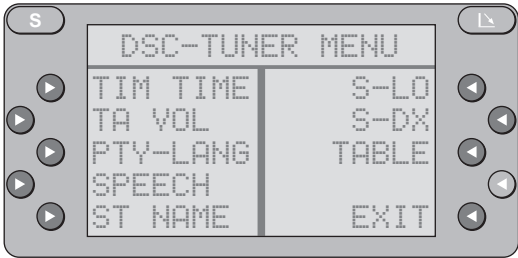 S
DSC-TUNER MENU
TIM TIME S-LO
TA VOL S-DX
PTY-LANG TABLE
SPEECH
ST NAME EXIT